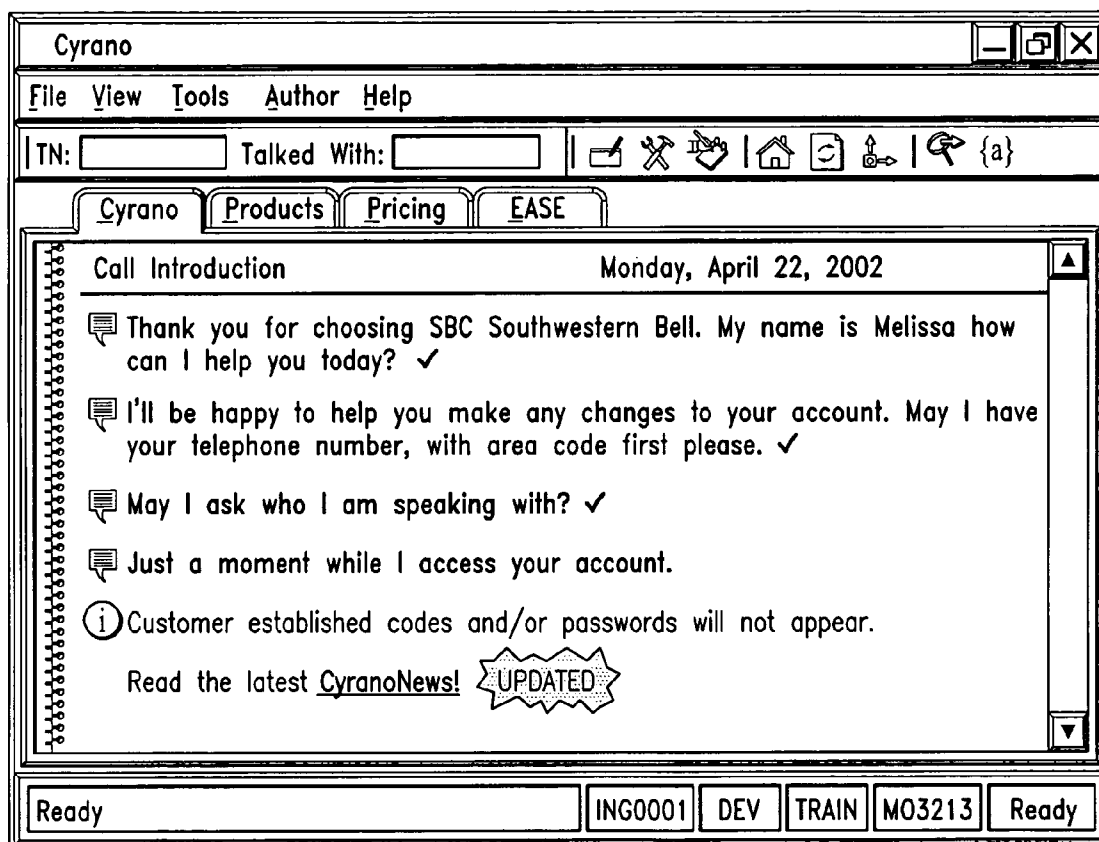 Cyrano
File View Tools Author Help
TN: Talked With: {a}
Cyrano Products Pricing EASE
Call Introduction Monday, April 22, 2002
Thank you for choosing SBC Southwestern Bell. My name is Melissa how
can I help you today? ✓
I'll be happy to help you make any changes to your account. May I have
your telephone number, with area code first please. ✓
May I ask who I am speaking with? ✓
Just a moment while I access your account.
i Customer established codes and/or passwords will not appear.
Read the latest CyranoNews! UPDATED
Ready ING0001 DEV TRAIN MO3213 Ready